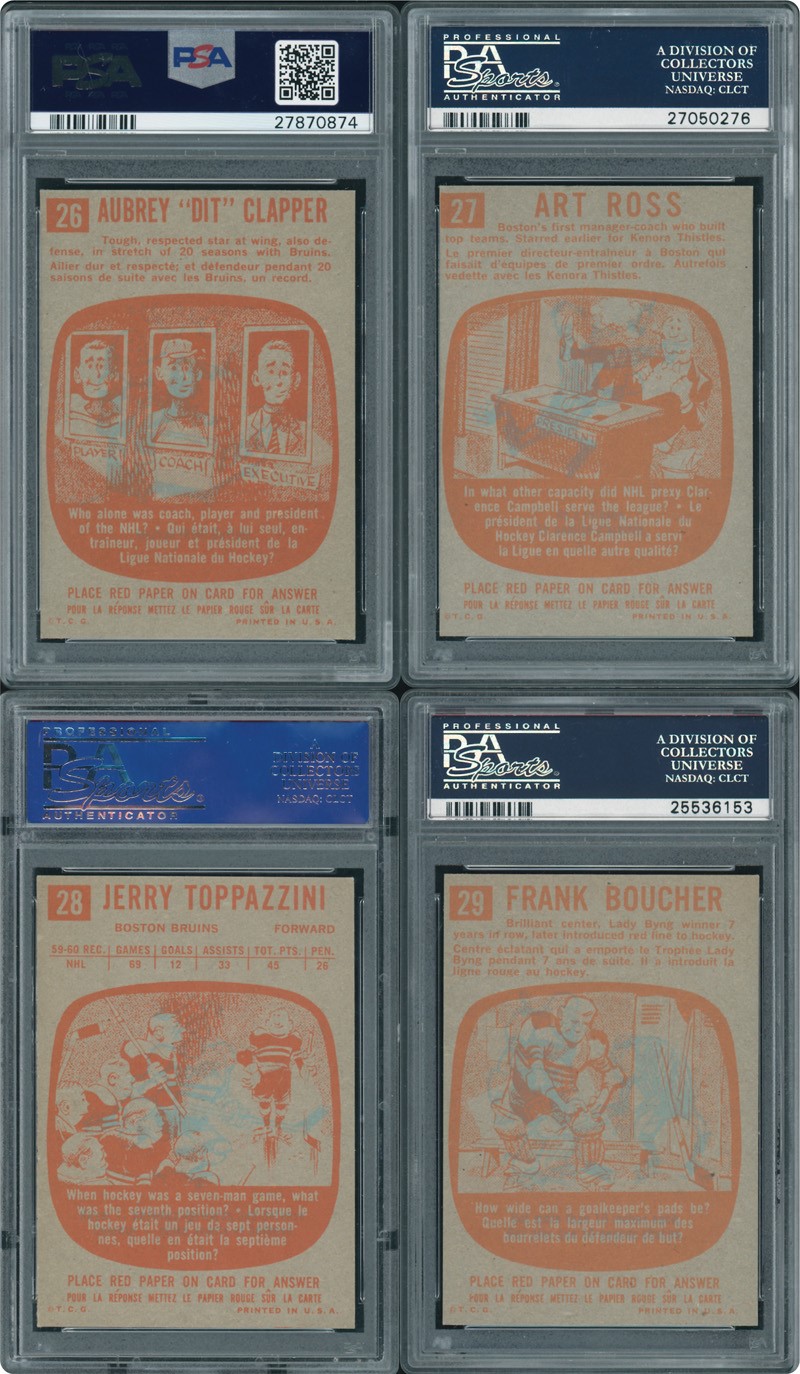 PSA
PSA
27870874
26 AUBREY "DIT" CLAPPER
Tough, respected star at wing, also de-
fense, in stretch of 20 seasons with Bruins.
Ailier dur et respecté; et défendeur pendant 20
saisons de suite avec les Bruins, un record.
PLAYER!
COACH!
EXECUTIVE!
Who alone was coach, player and president
of the NHL? • Qui était, à lui seul, en-
traîneur, joueur et président de la
Ligue Nationale du Hockey?
PLACE RED PAPER ON CARD FOR ANSWER
POUR LA RÉPONSE METTEZ LE PAPIER ROUGE SUR LA CARTE
©T.C.G. PRINTED IN U.S.A.
PROFESSIONAL
PSA
Sports
AUTHENTICATOR
A DIVISION OF
COLLECTORS
UNIVERSE
NASDAQ: CLCT
27050276
27 ART ROSS
Boston's first manager-coach who built
top teams. Starred earlier for Kenora Thistles.
Le premier directeur-entraîneur à Boston qui
faisait d'équipes de premier ordre. Autrefois
vedette avec les Kenora Thistles.
PRESIDENT
In what other capacity did NHL prexy Clar-
ence Campbell serve the league? • Le
président de la Ligue Nationale du
Hockey Clarence Campbell a servi
la Ligue en quelle autre qualité?
PLACE RED PAPER ON CARD FOR ANSWER
POUR LA RÉPONSE METTEZ LE PAPIER ROUGE SUR LA CARTE
©T.C.G. PRINTED IN U.S.A.
PROFESSIONAL
PSA
Sports
AUTHENTICATOR
A DIVISION OF
COLLECTORS
UNIVERSE
NASDAQ: CLCT
28 JERRY TOPPAZZINI
BOSTON BRUINS FORWARD
59-60 REC. GAMES GOALS ASSISTS TOT. PTS. PEN.
NHL 69 12 33 45 26
When hockey was a seven-man game, what
was the seventh position? • Lorsque le
hockey était un jeu de sept person-
nes, quelle en était la septième
position?
PLACE RED PAPER ON CARD FOR ANSWER
POUR LA RÉPONSE METTEZ LE PAPIER ROUGE SUR LA CARTE
©T.C.G. PRINTED IN U.S.A.
PROFESSIONAL
PSA
Sports
AUTHENTICATOR
A DIVISION OF
COLLECTORS
UNIVERSE
NASDAQ: CLCT
25536153
29 FRANK BOUCHER
Brilliant center, Lady Byng winner 7
years in row, later introduced red line to hockey.
Centre éclatant qui a emporté le Trophée Lady
Byng pendant 7 ans de suite. Il a introduit la
ligne rouge au hockey.
How wide can a goalkeeper's pads be?
Quelle est la largeur maximum des
bourrelets du défendeur de but?
PLACE RED PAPER ON CARD FOR ANSWER
POUR LA RÉPONSE METTEZ LE PAPIER ROUGE SUR LA CARTE
©T.C.G. PRINTED IN U.S.A.